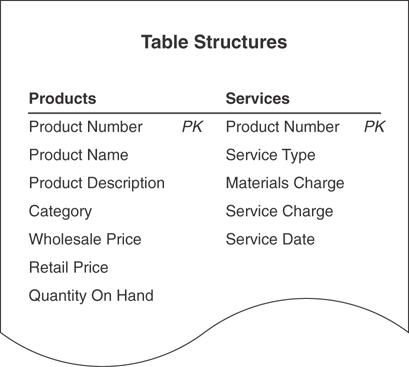 Table Structures
Products Services
Product Number PK Product Number PK
Product Name Service Type
Product Description Materials Charge
Category Service Charge
Wholesale Price Service Date
Retail Price
Quantity On Hand